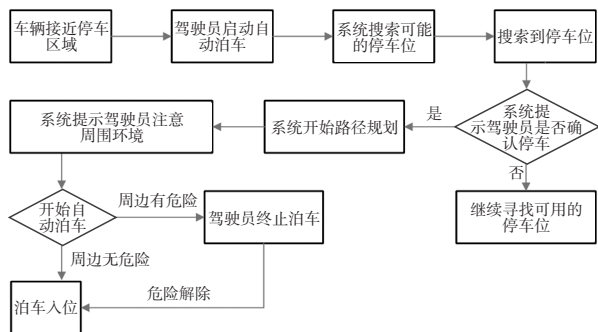 车辆接近停车
区域
驾驶员启动自
动泊车
系统搜索可能
的停车位
搜索到停车位
系统提
示驾驶员是否确
认停车
是
否
系统开始路径规划
系统提示驾驶员注意
周围环境
继续寻找可用的
停车位
开始自
动泊车
周边有危险
驾驶员终止泊车
周边无危险
危险解除
泊车入位